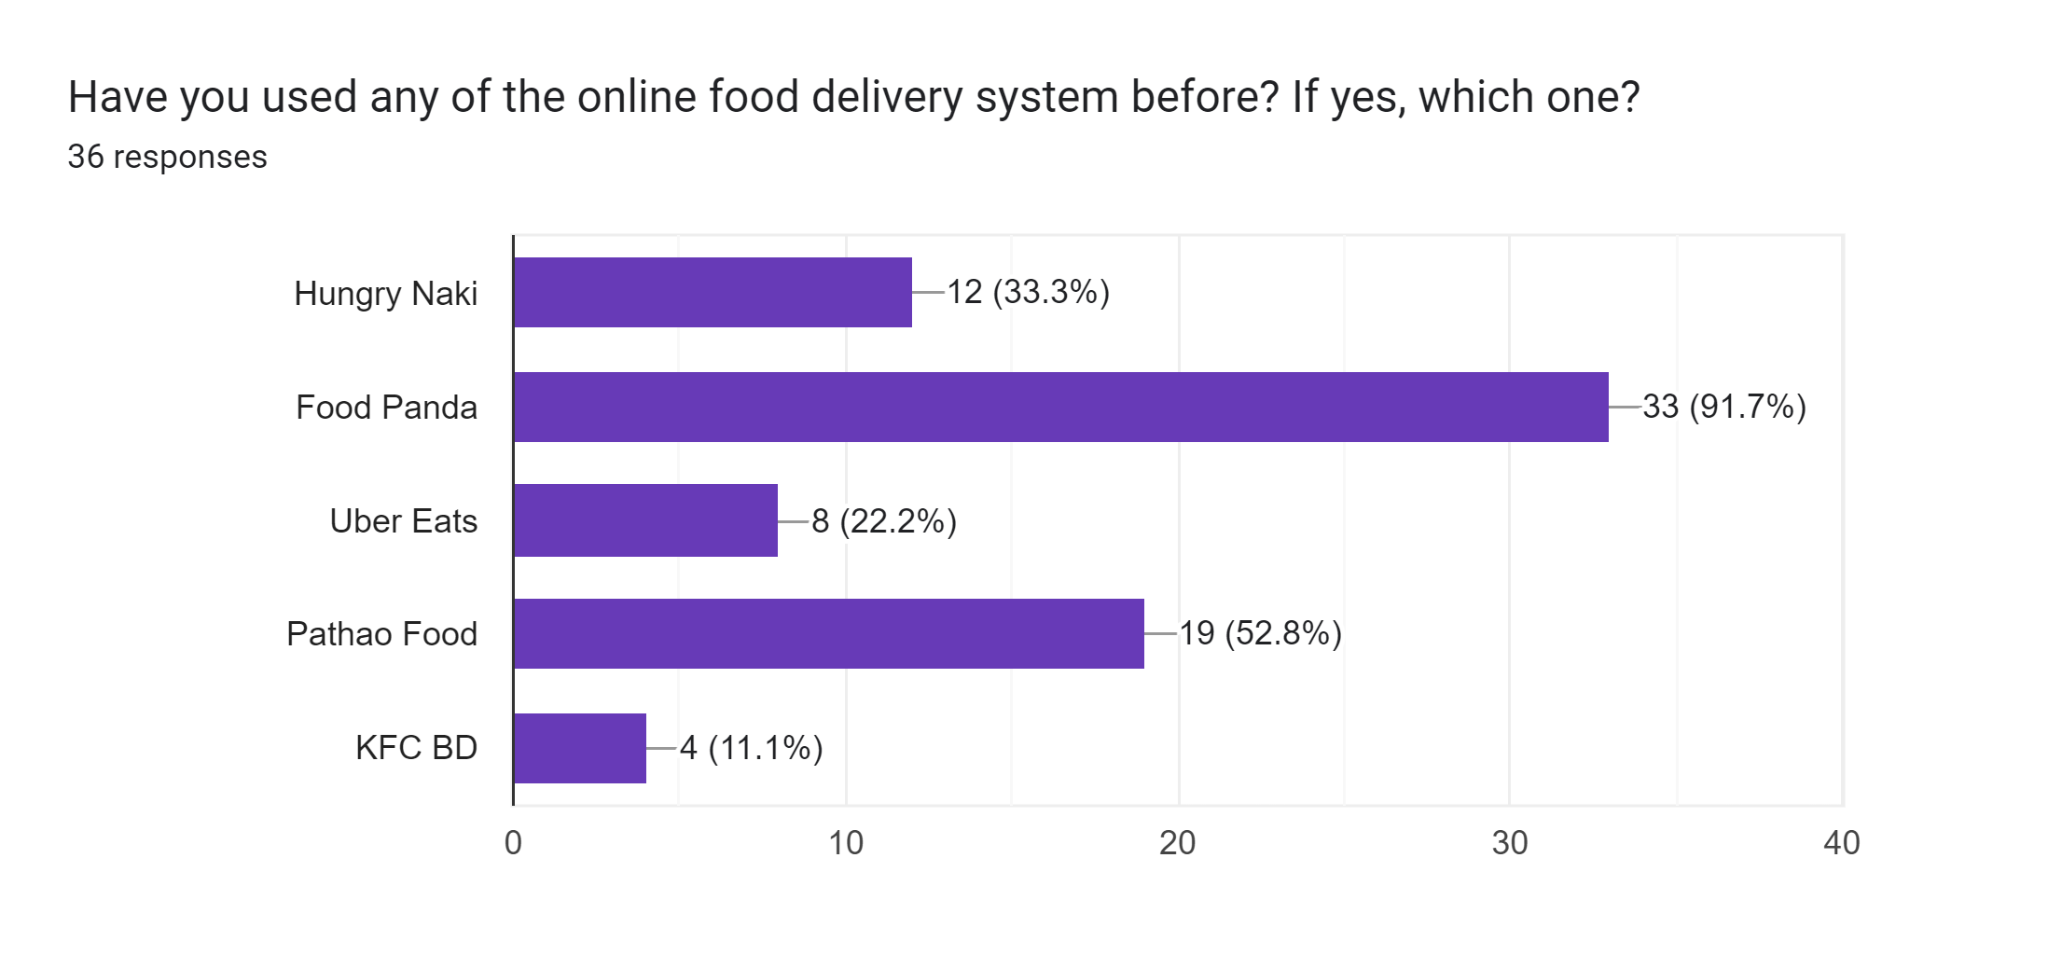 Have you used any of the online food delivery system before? If yes, which one?
36 responses
Hungry Naki 12 (33.3%)
Food Panda 33 (91.7%)
Uber Eats 8 (22.2%)
Pathao Food 19 (52.8%)
KFC BD 4 (11.1%)
0 10 20 30 40